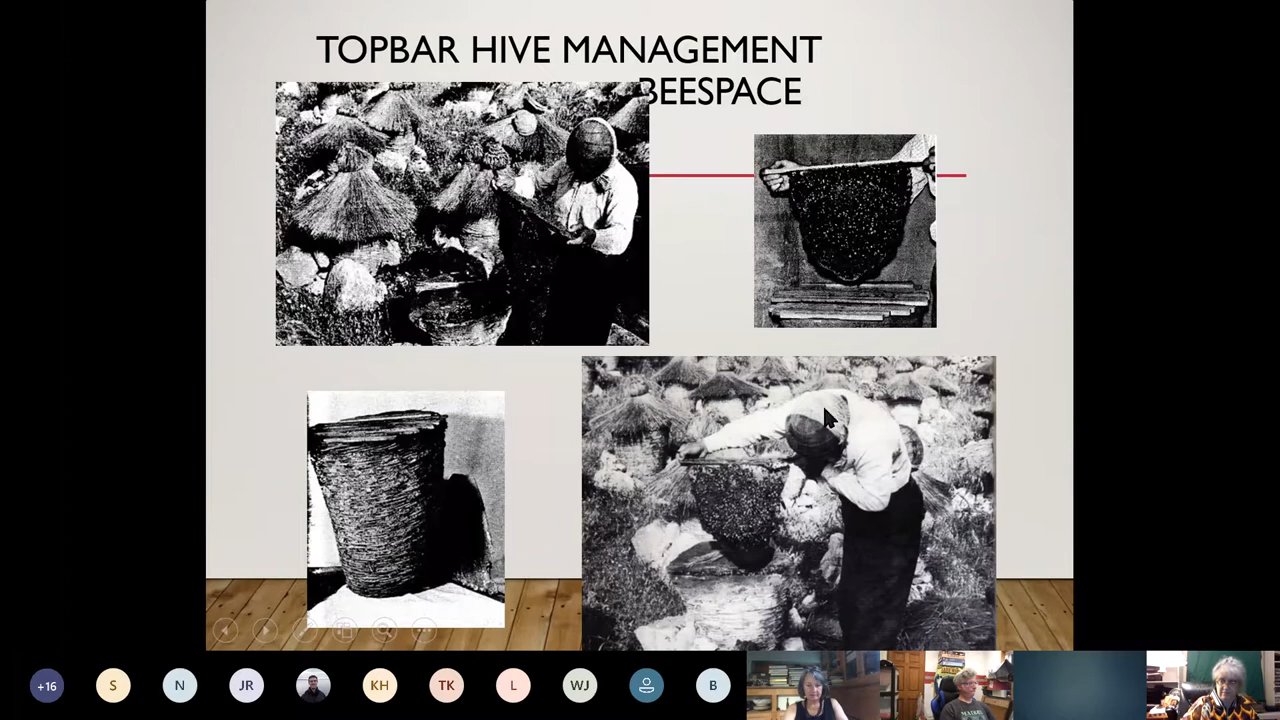 TOPBAR HIVE MANAGEMENT
BEESPACE
+16
S
N
JR
KH
TK
L
WJ
B